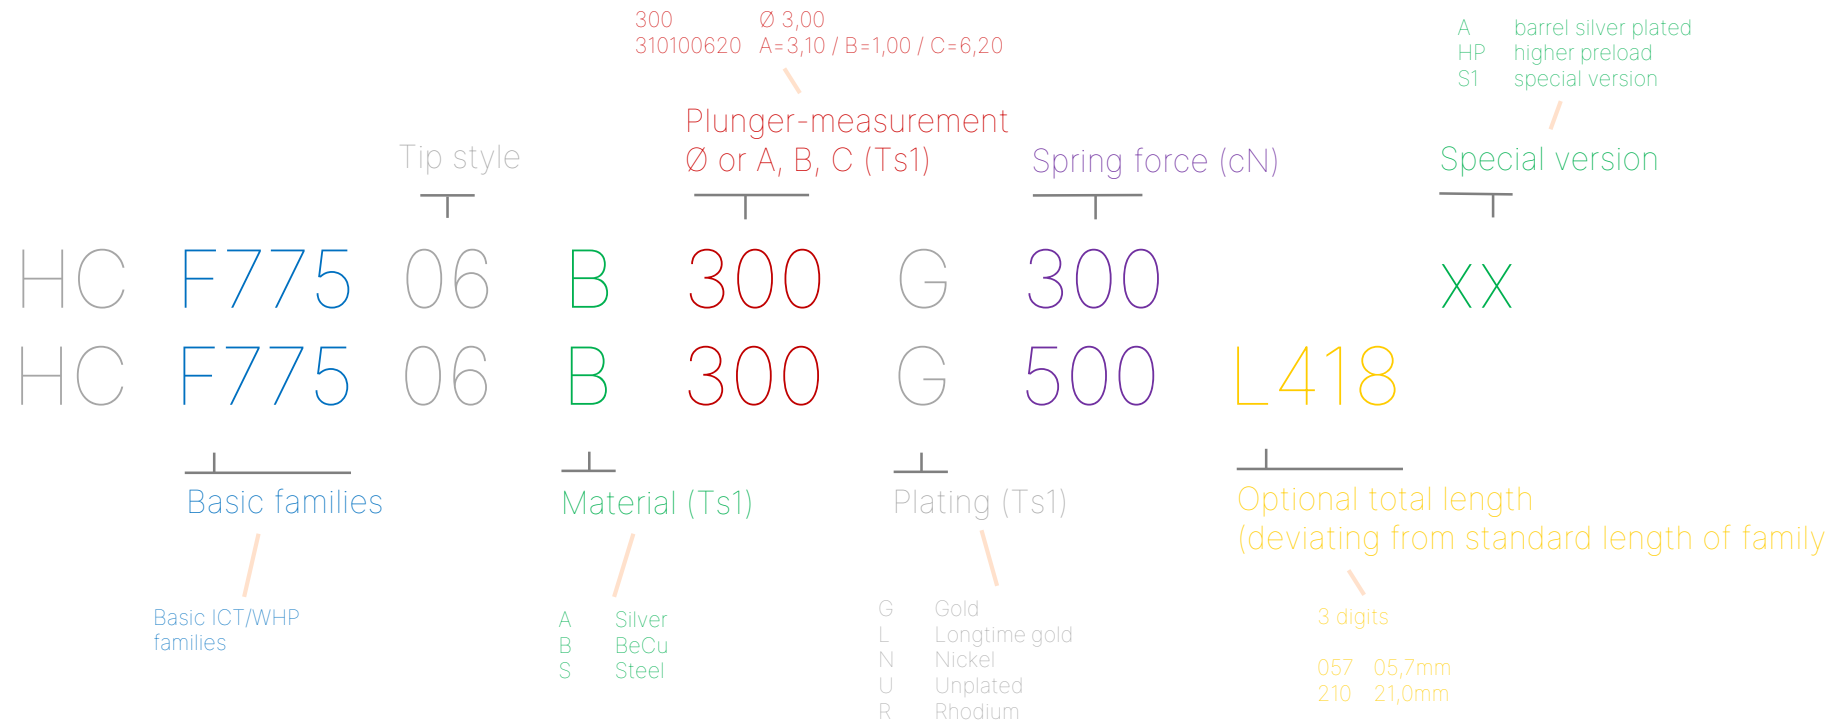 300 Ø 3,00
310100620 A=3,10 / B=1,00 / C=6,20
A barrel silver plated
HP higher preload
S1 special version
Plunger-measurement
Ø or A, B, C (Ts1)
Tip style
Spring force (cN)
Special version
HC F775 06 B 300 G 300 XX
HC F775 06 B 300 G 500 L418
Basic families
Material (Ts1)
Plating (Ts1)
Optional total length
(deviating from standard length of family
Basic ICT/WHP
families
A Silver
B BeCu
S Steel
G Gold
L Longtime gold
N Nickel
U Unplated
R Rhodium
3 digits
057 05,7mm
210 21,0mm